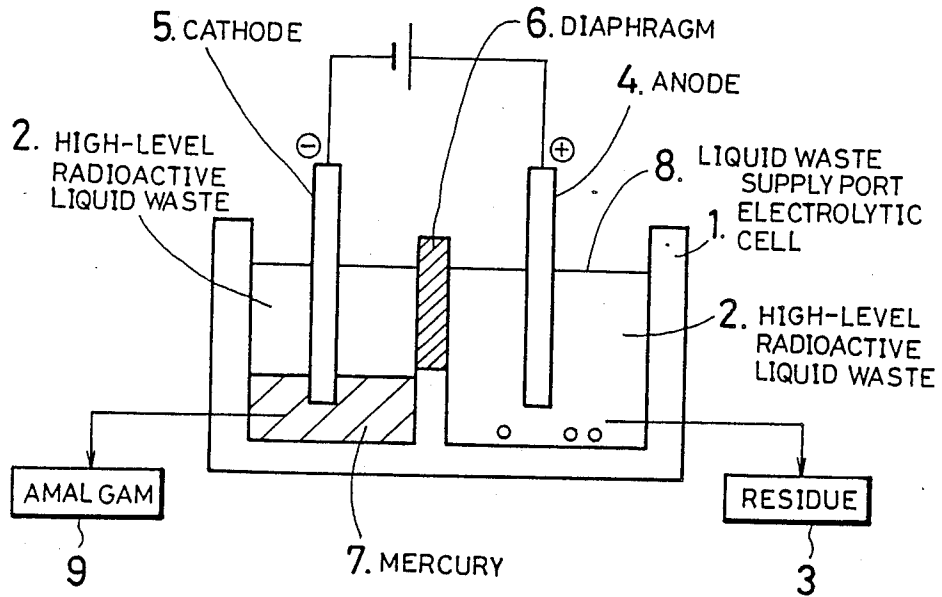 5. CATHODE
6. DIAPHRAGM
4. ANODE
2. HIGH-LEVEL
RADIOACTIVE
LIQUID WASTE
⊖
⊕
8. LIQUID WASTE
SUPPLY PORT
1. ELECTROLYTIC
CELL
2. HIGH-LEVEL
RADIOACTIVE
LIQUID WASTE
AMALGAM
9
7. MERCURY
RESIDUE
3